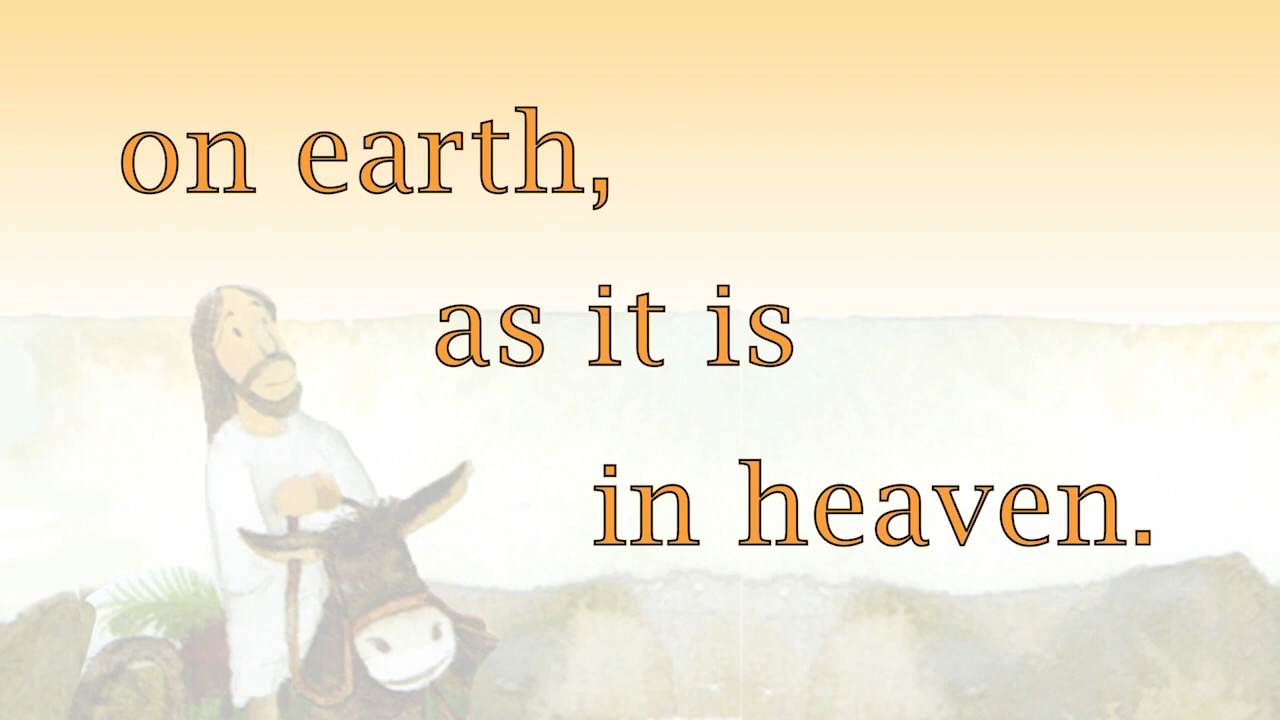 on earth,
as it is
in heaven.